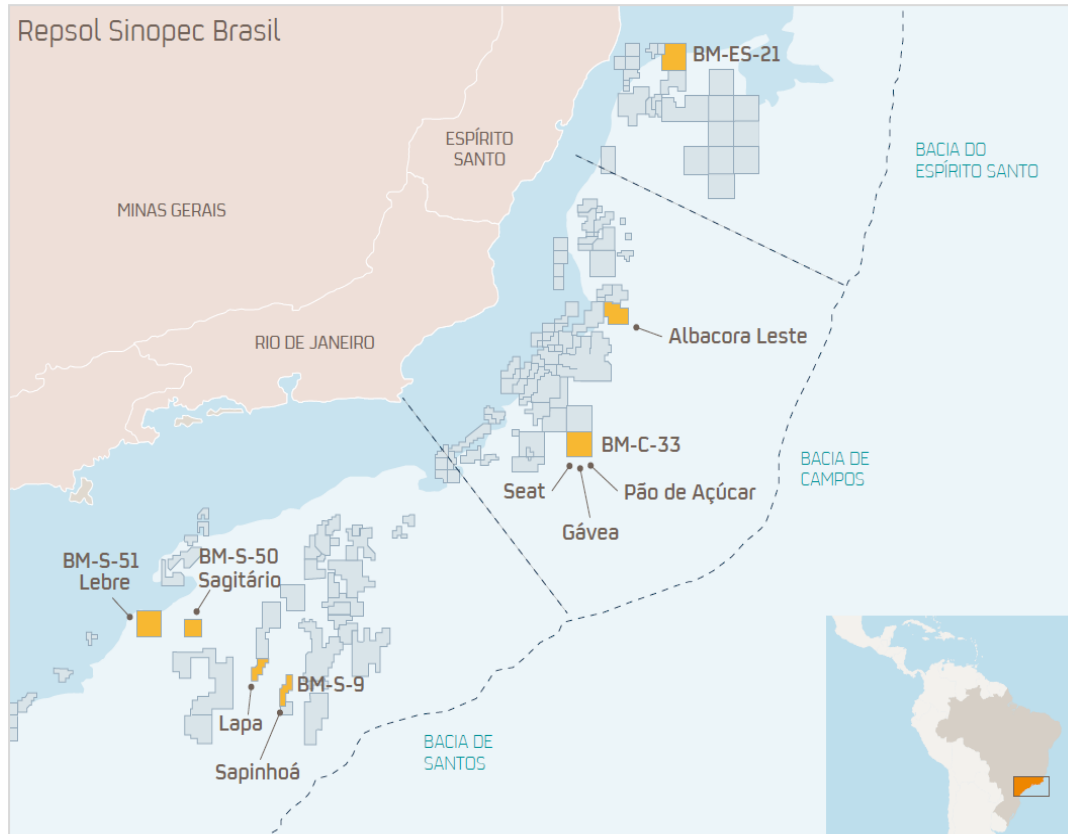 Repsol Sinopec Brasil
BM-ES-21
ESPÍRITO
SANTO
BACIA DO
ESPÍRITO SANTO
MINAS GERAIS
RIO DE JANEIRO
Albacora Leste
BM-C-33
BACIA DE
CAMPOS
Seat
Pão de Açúcar
Gávea
BM-S-51
Lebre
BM-S-50
Sagitário
BM-S-9
Lapa
Sapinhoá
BACIA DE
SANTOS